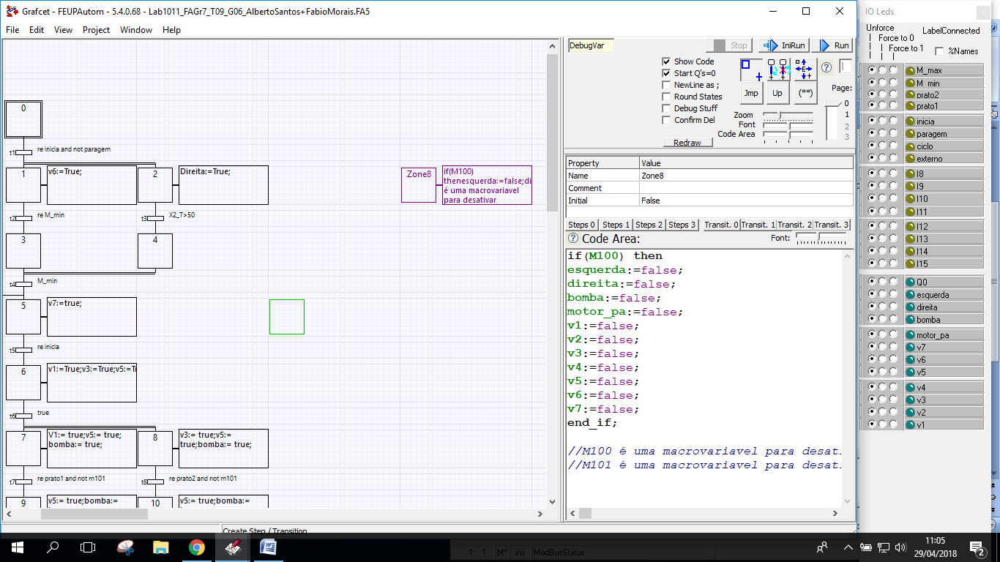 Grafcet - FEUPAutom - 5.4.0.68 - Lab1011_FAGr7_T09_G06_AlbertoSantos+FabioMorais.FA5
File Edit View Project Window Help
0
t1 re inicia and not paragem
1 v6:=True; 2 Direita:=True;
t2 re M_min t3 X2_T>50
3 4
t4 M_min
5 v7:=true;
t5 re inicia
6 v1:=True;v3:=True;v5:=Tr
t6 true
7 V1:= true;v5:= true;
bomba:= true;
8 v3:= true;v5:=
true;bomba:= true;
t7 re prato1 and not m101 t8 re prato2 and not m101
9 v5:= true;bomba:= 10 v5:= true;bomba:=
Zone8
if(M100)
thenesquerda:=false;di
é uma macrovariavel
para desativar
Create Step / Transition
DebugVar Stop IniRun Run
Show Code
Start Q's=0
NewLine as ;
Round States
Debug Stuff
Confirm Del
Redraw
Jmp Up (**)
Zoom
Font
Code Area
Page:
0
1
2
3
Property Value
Name Zone8
Comment
Initial False
Steps 0 Steps 1 Steps 2 Steps 3 Transit. 0 Transit. 1 Transit. 2 Transit. 3
Code Area: Font:
if(M100) then
esquerda:=false;
direita:=false;
bomba:=false;
motor_pa:=false;
v1:=false;
v2:=false;
v3:=false;
v4:=false;
v5:=false;
v6:=false;
v7:=false;
end_if;
//M100 é uma macrovariavel para desati
//M101 é uma macrovariavel para desati
IO Leds
Unforce
Force to 0
Force to 1
LabelConnected
%Names
M_max
M_min
prato2
prato1
inicia
paragem
ciclo
externo
I8
I9
I10
I11
I12
I13
I14
I15
Q0
esquerda
direita
bomba
motor_pa
v7
v6
v5
v4
v3
v2
v1
1: 1 M* ins ModBusStatus
11:05
29/04/2018
2